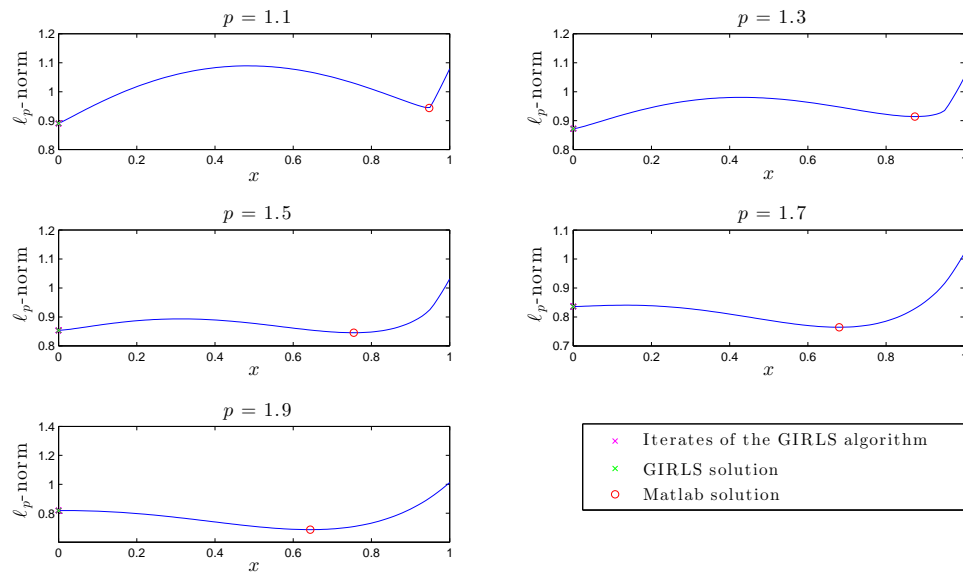 p = 1.1
1.2
1.1
1
0.9
0.8
0 0.2 0.4 0.6 0.8 1
x
ℓp-norm
p = 1.3
1.2
1.1
1
0.9
0.8
0 0.2 0.4 0.6 0.8 1
x
ℓp-norm
p = 1.5
1.2
1.1
1
0.9
0.8
0 0.2 0.4 0.6 0.8 1
x
ℓp-norm
p = 1.7
1.1
1
0.9
0.8
0.7
0 0.2 0.4 0.6 0.8 1
x
ℓp-norm
p = 1.9
1.4
1.2
1
0.8
0 0.2 0.4 0.6 0.8 1
x
ℓp-norm
Iterates of the GIRLS algorithm
GIRLS solution
Matlab solution